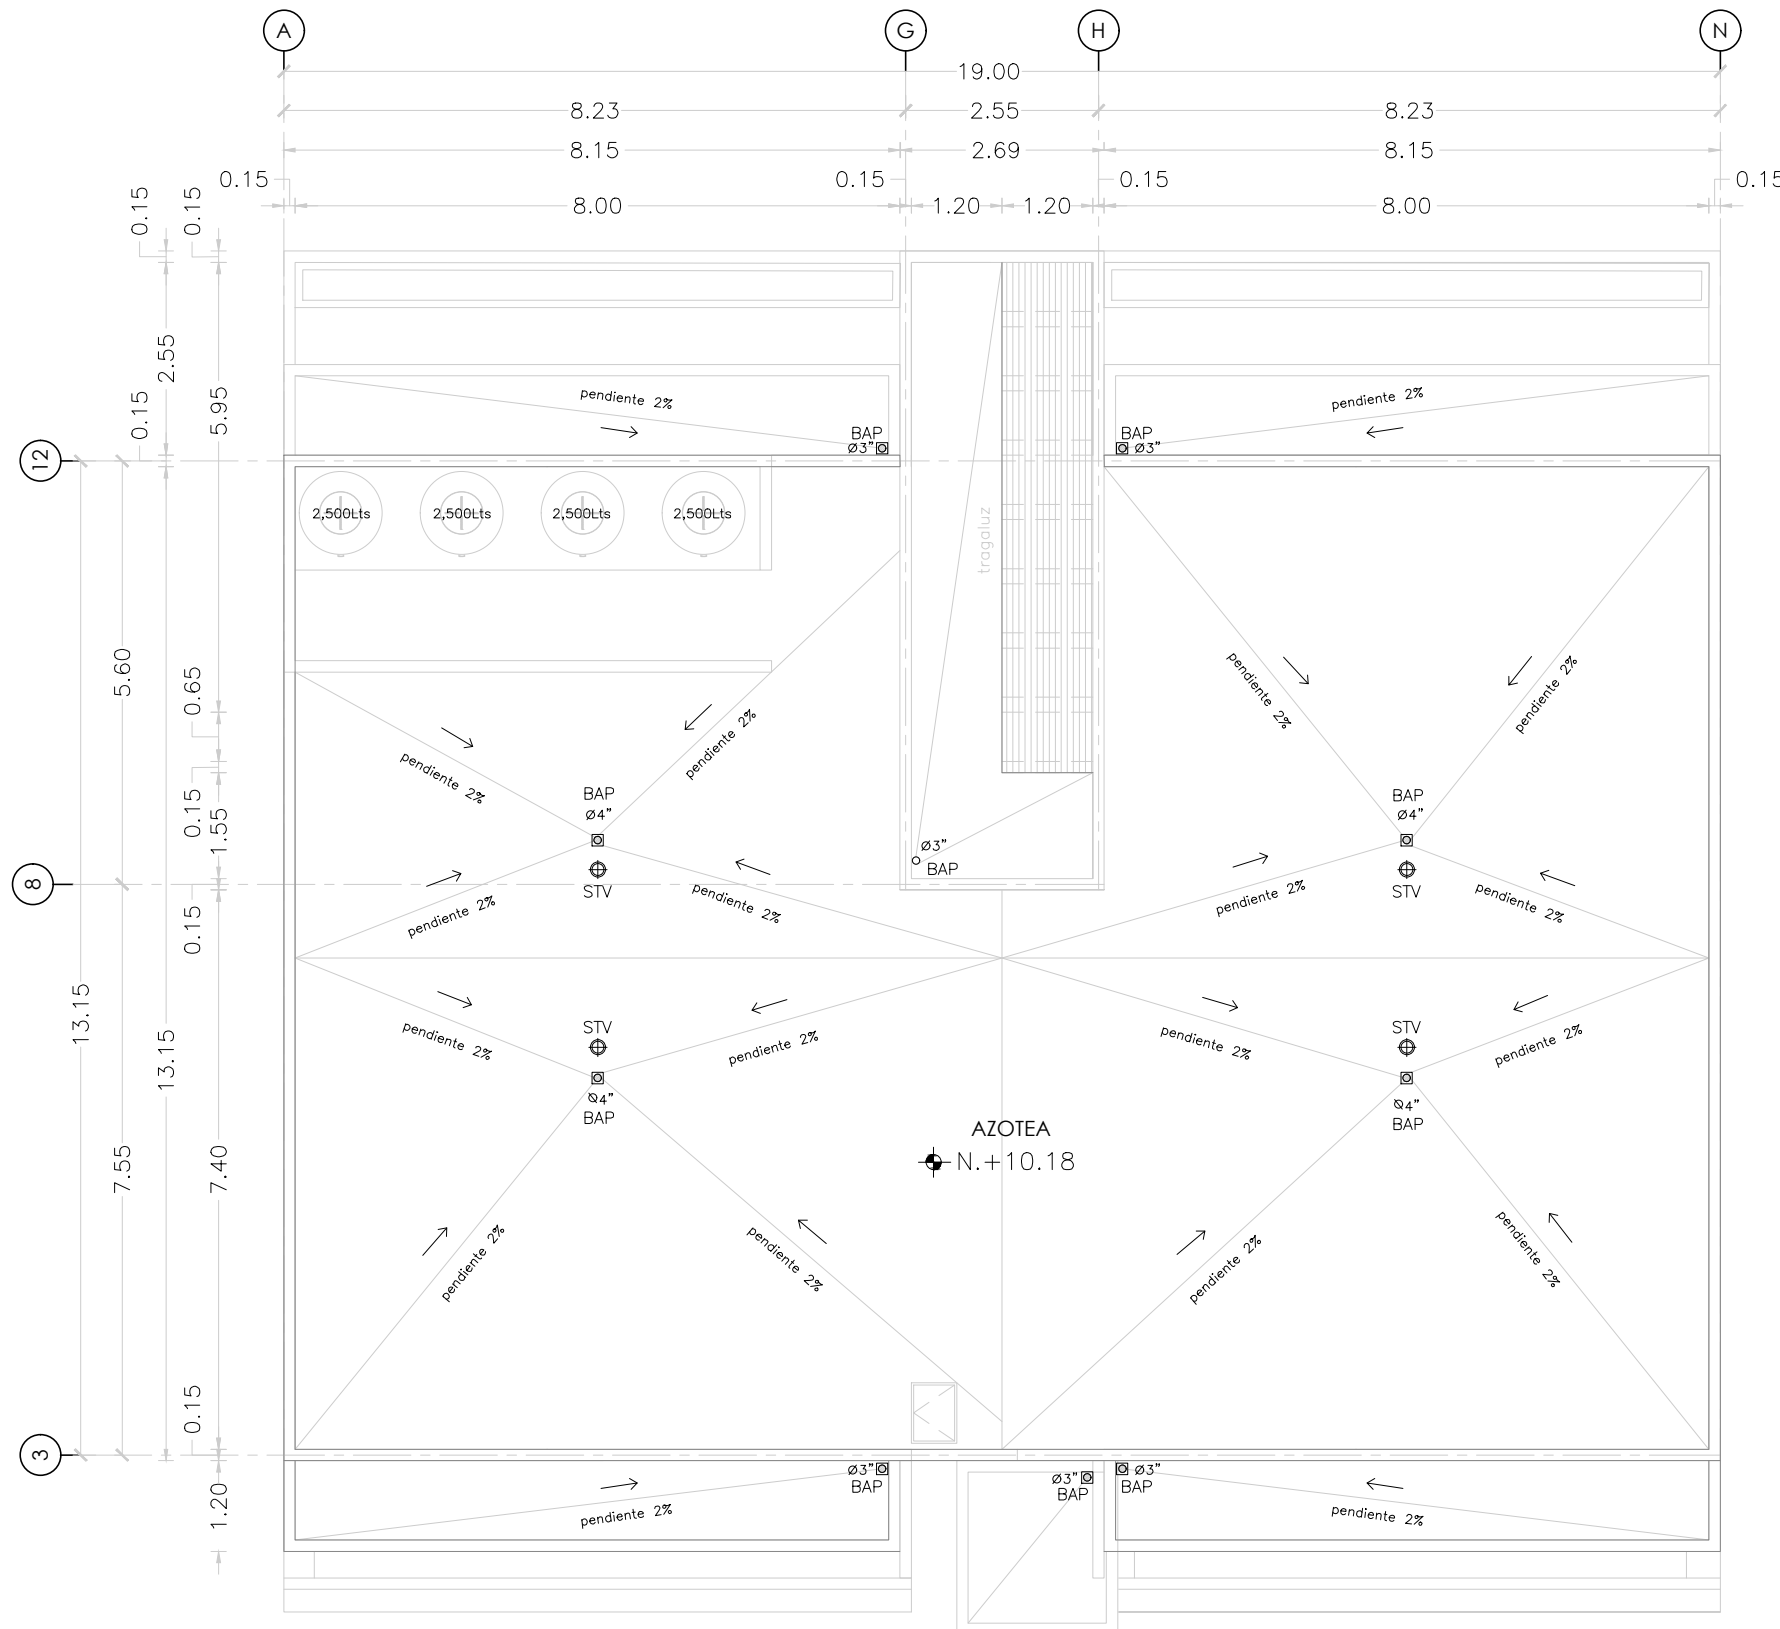 A
G
H
N
19.00
8.23
2.55
8.23
8.15
2.69
8.15
0.15
0.15
0.15
0.15
8.00
1.20
1.20
8.00
0.15
0.15
2.55
0.15
5.95
pendiente 2%
pendiente 2%
BAP
Ø3"
BAP
Ø3"
12
2,500Lts
2,500Lts
2,500Lts
2,500Lts
tragaluz
5.60
0.65
0.15
1.55
pendiente 2%
pendiente 2%
pendiente 2%
pendiente 2%
BAP
Ø4"
BAP
Ø4"
Ø3"
BAP
8
STV
STV
0.15
pendiente 2%
pendiente 2%
pendiente 2%
pendiente 2%
13.15
13.15
7.55
7.40
STV
STV
pendiente 2%
pendiente 2%
pendiente 2%
pendiente 2%
Ø4"
BAP
Ø4"
BAP
AZOTEA
N.+10.18
pendiente 2%
pendiente 2%
pendiente 2%
pendiente 2%
0.15
3
1.20
Ø3"
BAP
Ø3"
BAP
Ø3"
BAP
pendiente 2%
pendiente 2%